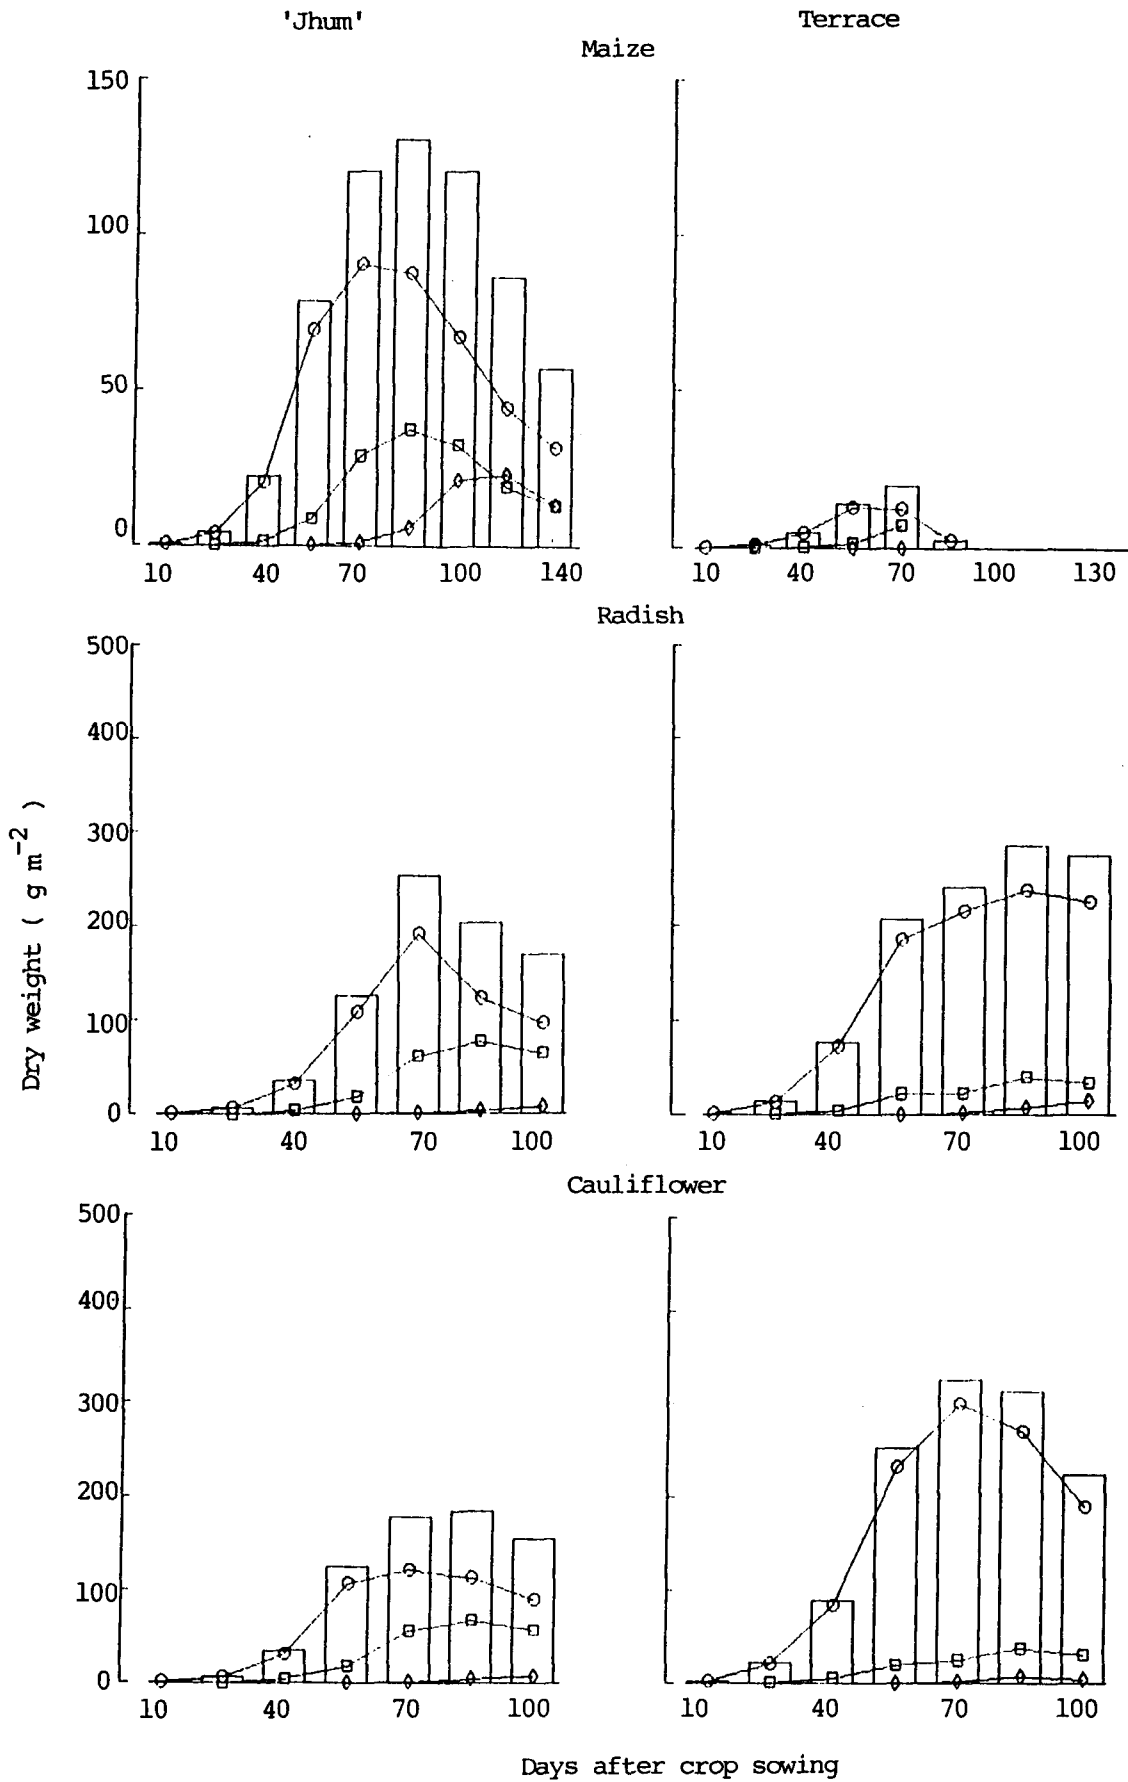 'Jhum' Terrace
Maize
150
100
50
0
10 40 70 100 140 10 40 70 100 130
Radish
500
400
300
200
100
0
10 40 70 100 10 40 70 100
Dry weight ( g m⁻² )
Cauliflower
500
400
300
200
100
0
10 40 70 100 10 40 70 100
Days after crop sowing